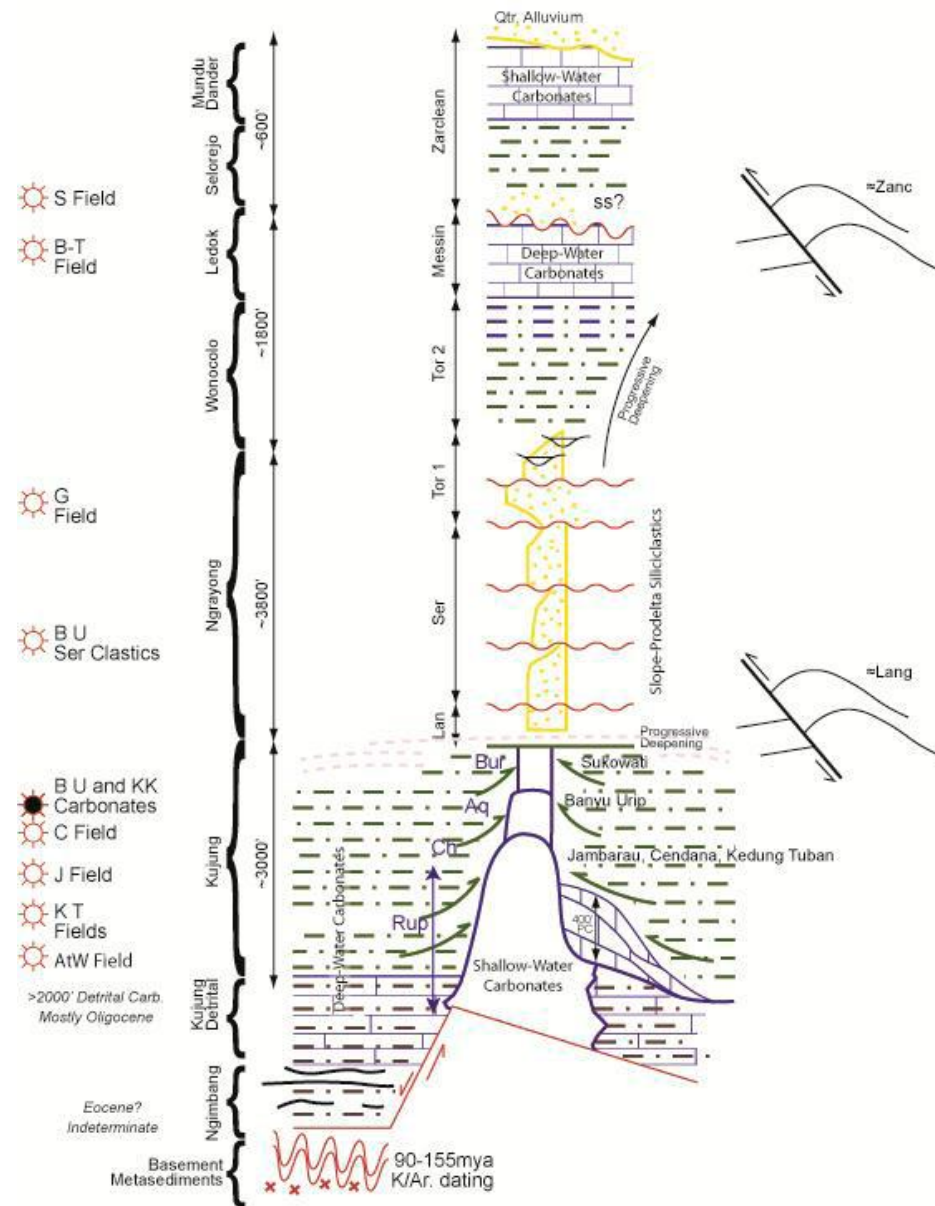 Qtr, Alluvium
Mundu
Dander
Selorejo
Ledok
Wonocolo
Ngrayong
Kujung
Kujung
Detrital
Ngimbang
Basement
Metasediments
~600'
~1800'
~3800'
~3000'
Zarclean
Messin
Tor 2
Tor 1
Ser
Lan
Shallow-Water
Carbonates
ss?
Deep-Water
Carbonates
Progressive
Deepening
Slope-Prodelta Siliciclastics
≈Zanc
≈Lang
S Field
B-T
Field
G
Field
B U
Ser Clastics
B U and KK
Carbonates
C Field
J Field
K T
Fields
AtW Field
>2000' Detrital Carb.
Mostly Oligocene
Eocene?
Indeterminate
Progressive
Deepening
Bur
Sukowati
Aq
Banyu Urip
Ch
Jambarau, Cendana, Kedung Tuban
Rup
Deep-Water Carbonates
400'
PC
Shallow-Water
Carbonates
90-155mya
K/Ar. dating